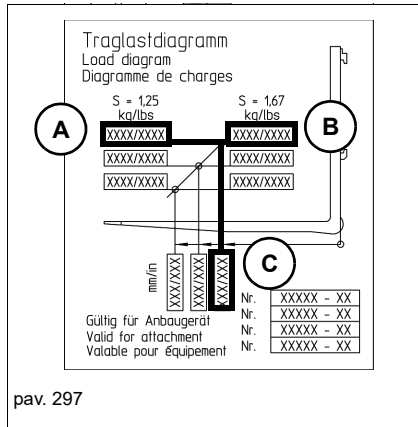 Traglastdiagramm
Load diagram
Diagramme de charges
S = 1,25 S = 1,67
kg/lbs kg/lbs
A XXXX/XXXX XXXX/XXXX B
XXXX/XXXX XXXX/XXXX
XXXX/XXXX XXXX/XXXX
C
mm/in XXX/XXX XXX/XXX XXX/XXX
Nr. XXXXX - XX
Gültig für Anbaugerät Nr. XXXXX - XX
Valid for attachment Nr. XXXXX - XX
Valable pour équipement Nr. XXXXX - XX
pav. 297